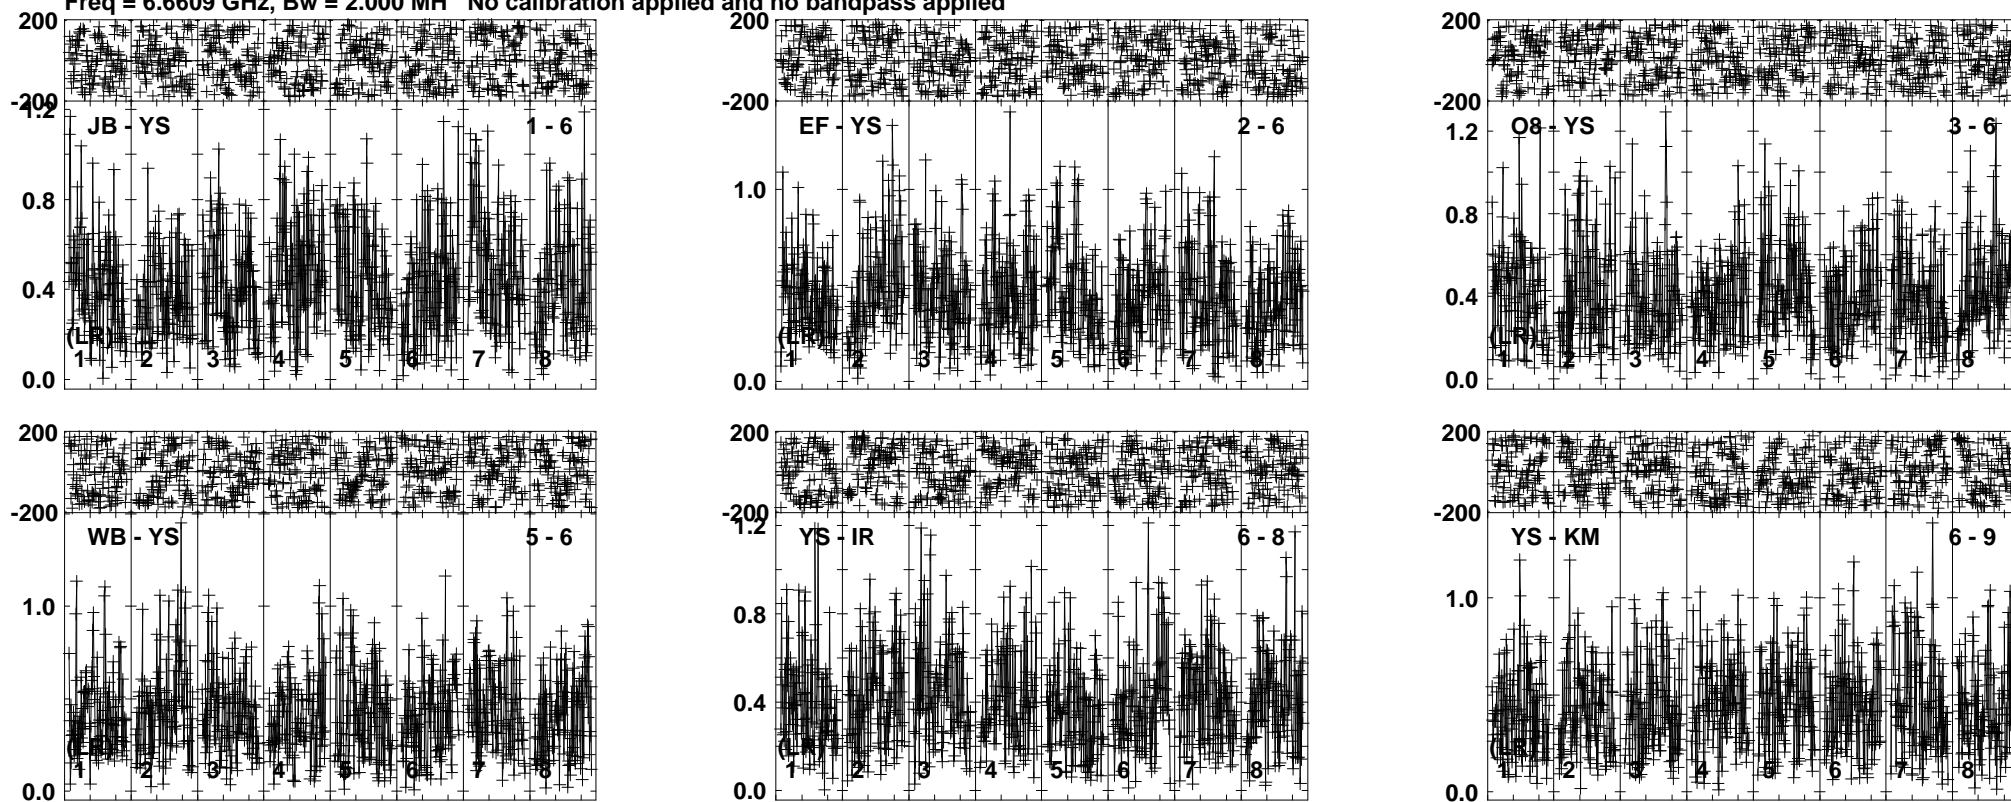 Freq = 6.6609 GHz, Bw = 2.000 MH No calibration applied and no bandpass applied
200
-200
1.2
0.8
0.4
0.0
JB - YS
1 - 6
(LR)
1 2 3 4 5 6 7 8
200
-200
1.0
0.0
EF - YS
2 - 6
(LR)
1 2 3 4 5 6 7 8
200
-200
1.2
0.8
0.4
0.0
O8 - YS
3 - 6
(LR)
1 2 3 4 5 6 7 8
200
-200
1.0
0.0
WB - YS
5 - 6
(LR)
1 2 3 4 5 6 7 8
200
-200
1.2
0.8
0.4
0.0
YS - IR
6 - 8
(LR)
1 2 3 4 5 6 7 8
200
-200
1.0
0.0
YS - KM
6 - 9
(LR)
1 2 3 4 5 6 7 8